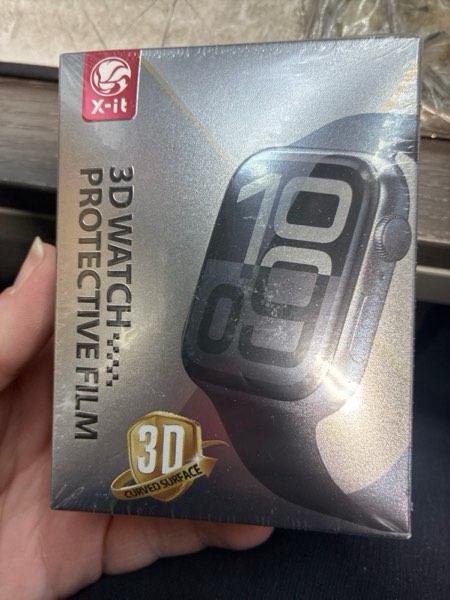 X-it
3D WATCH
PROTECTIVE FILM
10
09
3D
CURVED SURFACE